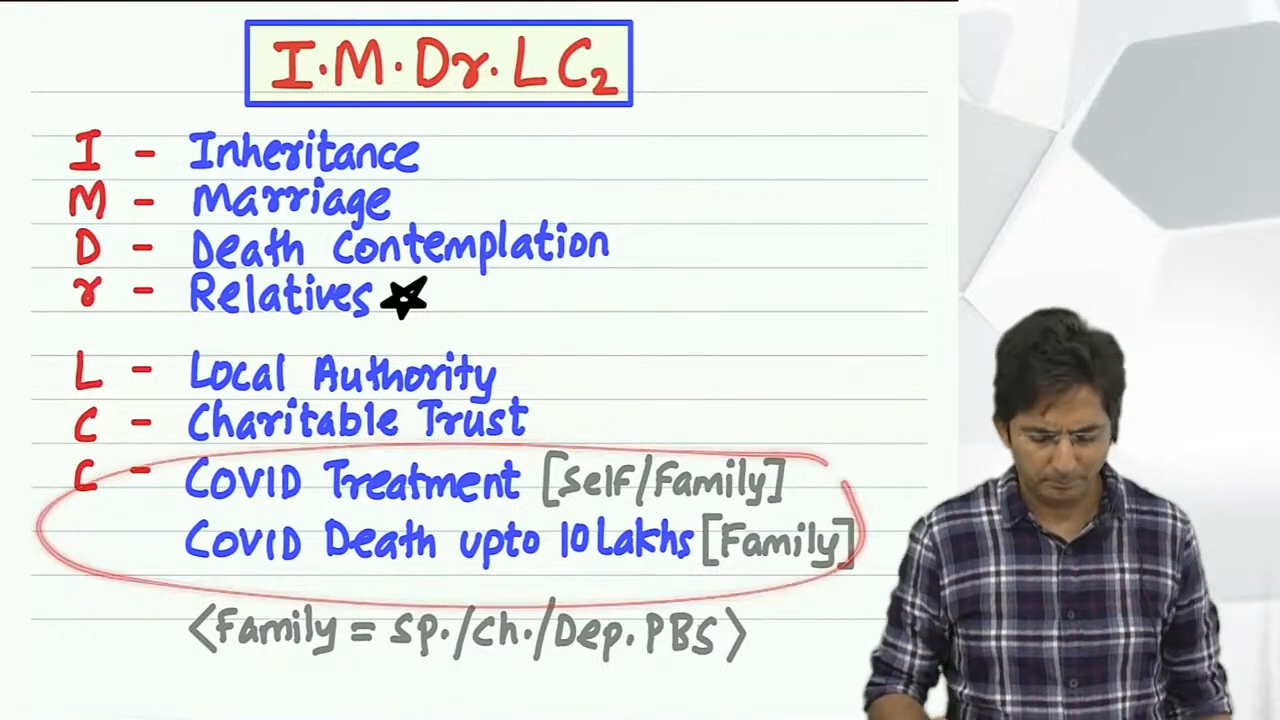 I.M.Dr.LC₂
I - Inheritance
M - Marriage
D - Death Contemplation
r - Relatives
L - Local Authority
C - Charitable Trust
C - COVID Treatment [Self/Family]
COVID Death upto 10 Lakhs [Family]
<Family = Sp./Ch./Dep. PBS>